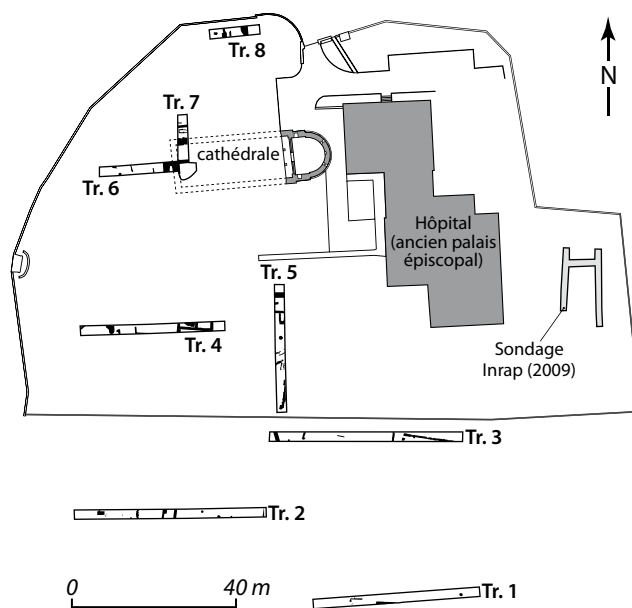 Tr. 8
N
Tr. 7
cathédrale
Tr. 6
Hôpital
(ancien palais
épiscopal)
Tr. 5
Tr. 4
Sondage
Inrap (2009)
Tr. 3
Tr. 2
0 40 m
Tr. 1